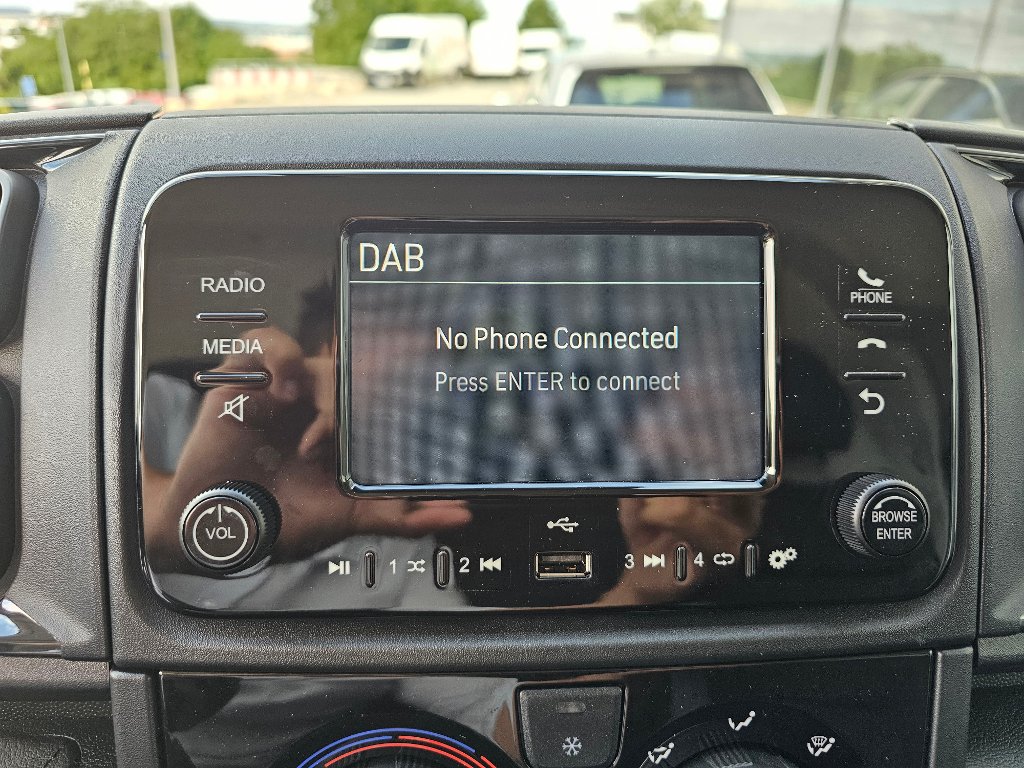 DAB
No Phone Connected
Press ENTER to connect
RADIO
MEDIA
VOL
PHONE
BROWSE
ENTER
1
2
3
4